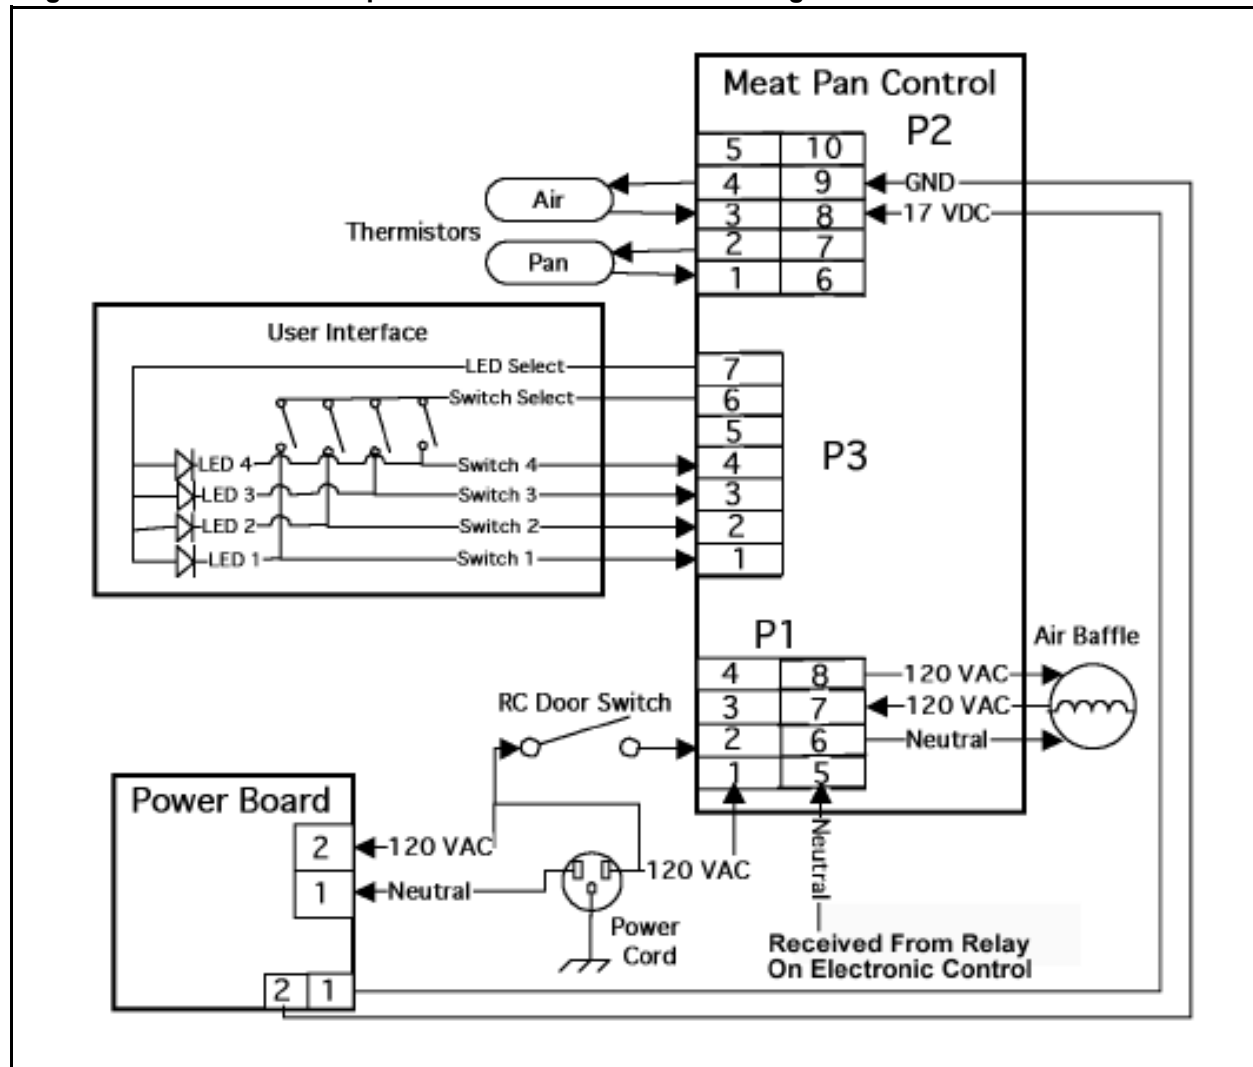 Meat Pan Control
P2
5 10
4 9 GND
3 8 17 VDC
2 7
1 6
Air
Thermistors
Pan
User Interface
LED Select 7
Switch Select 6
5
LED 4 Switch 4 4
LED 3 Switch 3 3
LED 2 Switch 2 2
LED 1 Switch 1 1
P3
P1
Air Baffle
4 8 120 VAC
3 7 120 VAC
2 6 Neutral
1 5
RC Door Switch
Power Board
2 120 VAC
1 Neutral
120 VAC
Neutral
Power
Cord
Received From Relay
On Electronic Control
2 1